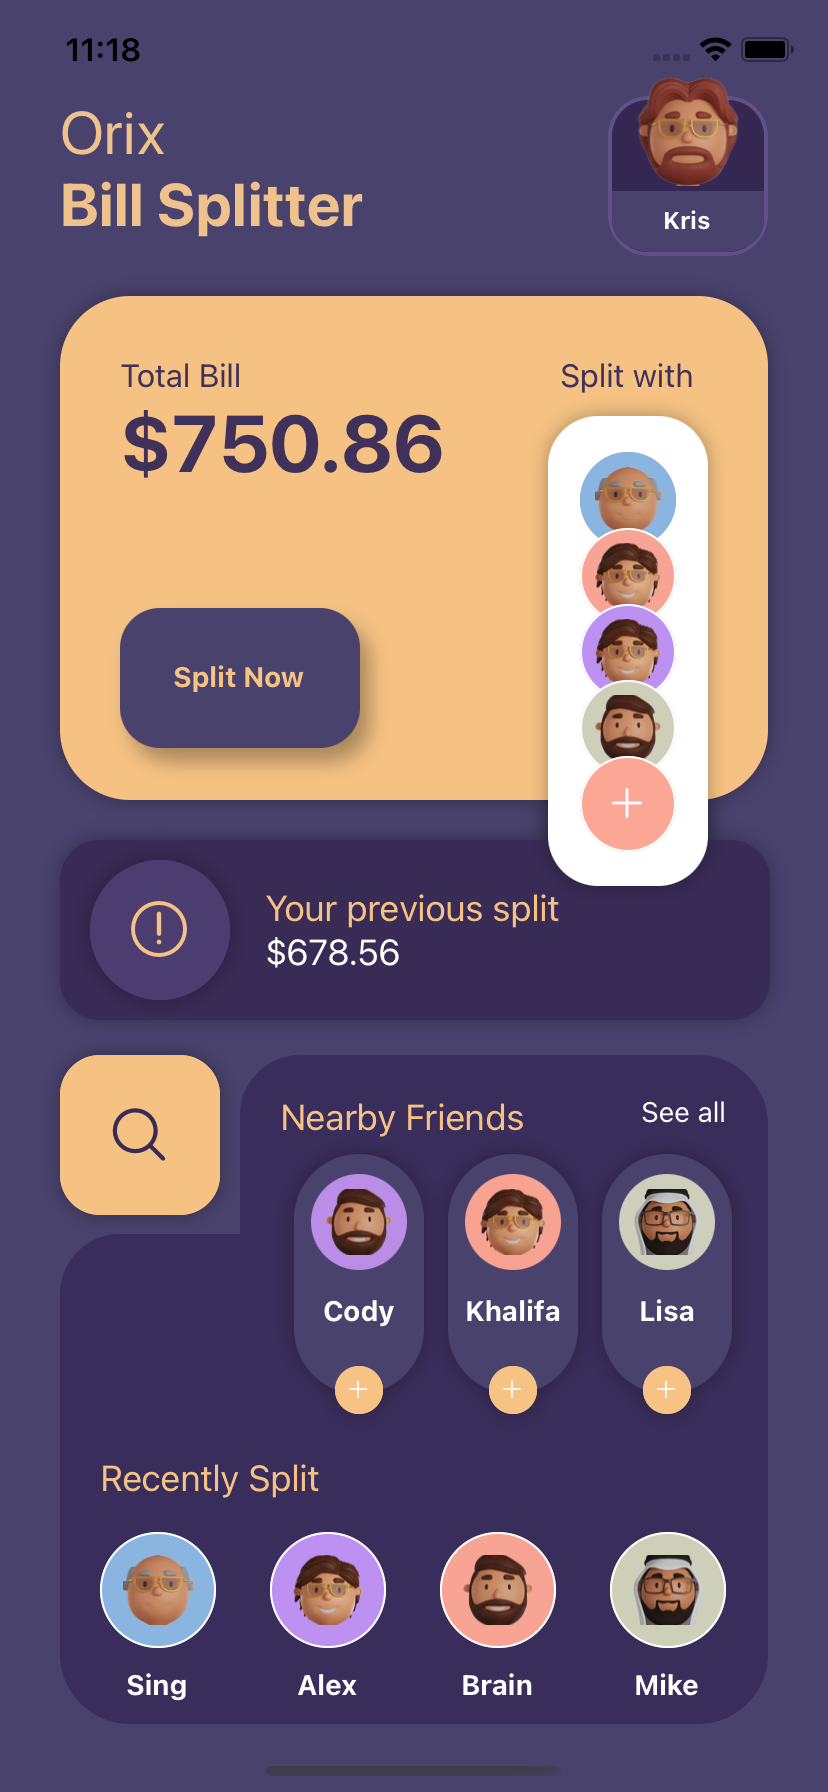 11:18
Orix
Bill Splitter
Kris
Total Bill
Split with
$750.86
Split Now
Your previous split
$678.56
Nearby Friends
See all
Cody
Khalifa
Lisa
Recently Split
Sing
Alex
Brain
Mike